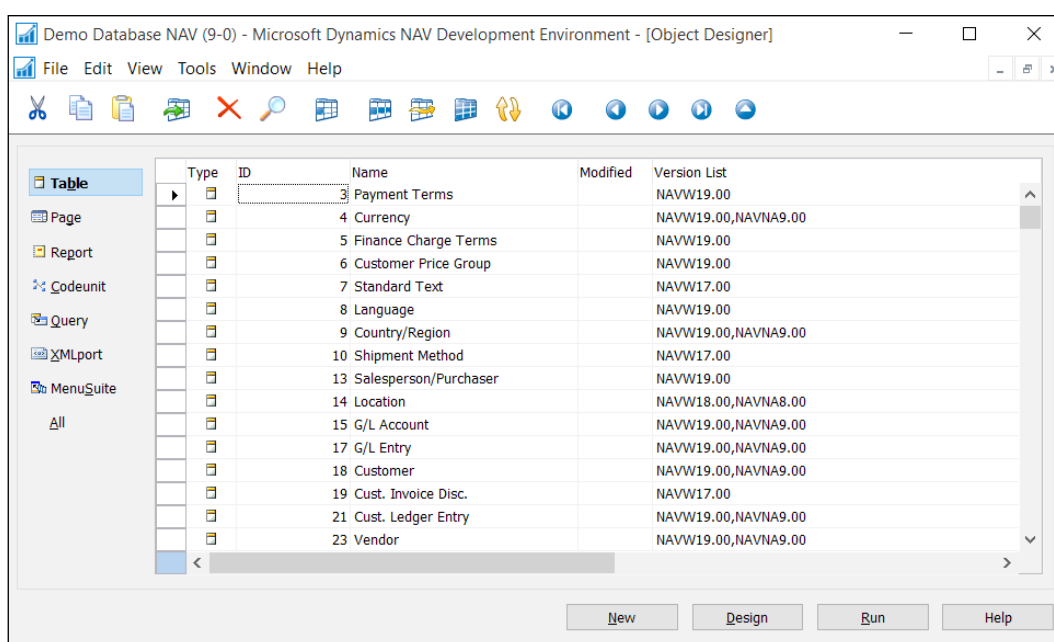 Demo Database NAV (9-0) - Microsoft Dynamics NAV Development Environment - [Object Designer]
File Edit View Tools Window Help
Table
Page
Report
Codeunit
Query
XMLport
MenuSuite
All
Type ID Name Modified Version List
3 Payment Terms NAVW19.00
4 Currency NAVW19.00,NAVNA9.00
5 Finance Charge Terms NAVW19.00
6 Customer Price Group NAVW19.00
7 Standard Text NAVW17.00
8 Language NAVW19.00
9 Country/Region NAVW19.00,NAVNA9.00
10 Shipment Method NAVW17.00
13 Salesperson/Purchaser NAVW19.00
14 Location NAVW18.00,NAVNA8.00
15 G/L Account NAVW19.00,NAVNA9.00
17 G/L Entry NAVW19.00,NAVNA9.00
18 Customer NAVW19.00,NAVNA9.00
19 Cust. Invoice Disc. NAVW17.00
21 Cust. Ledger Entry NAVW19.00,NAVNA9.00
23 Vendor NAVW19.00,NAVNA9.00
New Design Run Help